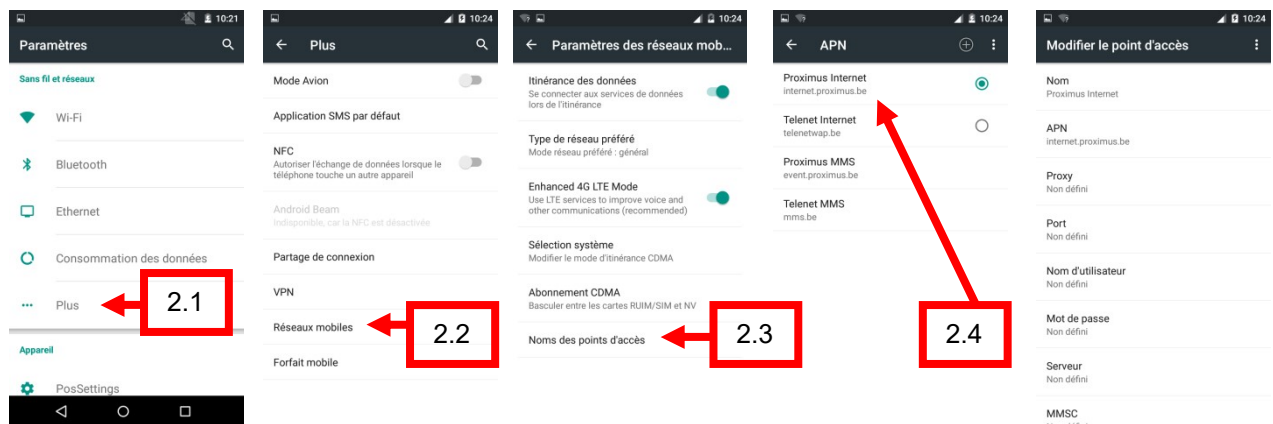 10:21
Paramètres
Sans fil et réseaux
Wi-Fi
Bluetooth
Ethernet
Consommation des données
Plus
2.1
Appareil
PosSettings
10:24
Plus
Mode Avion
Application SMS par défaut
NFC
Autoriser l'échange de données lorsque le
téléphone touche un autre appareil
Android Beam
Indisponible, car la NFC est désactivée
Partage de connexion
VPN
Réseaux mobiles
2.2
Forfait mobile
10:24
Paramètres des réseaux mob...
Itinérance des données
Se connecter aux services de données
lors de l'itinérance
Type de réseau préféré
Mode réseau préféré : général
Enhanced 4G LTE Mode
Use LTE services to improve voice and
other communications (recommended)
Sélection système
Modifier le mode d'itinérance CDMA
Abonnement CDMA
Basculer entre les cartes RUIM/SIM et NV
Noms des points d'accès
2.3
10:24
APN
Proximus Internet
internet.proximus.be
Telenet Internet
telenetwap.be
Proximus MMS
event.proximus.be
Telenet MMS
mms.be
2.4
10:24
Modifier le point d'accès
Nom
Proximus Internet
APN
internet.proximus.be
Proxy
Non défini
Port
Non défini
Nom d'utilisateur
Non défini
Mot de passe
Non défini
Serveur
Non défini
MMSC